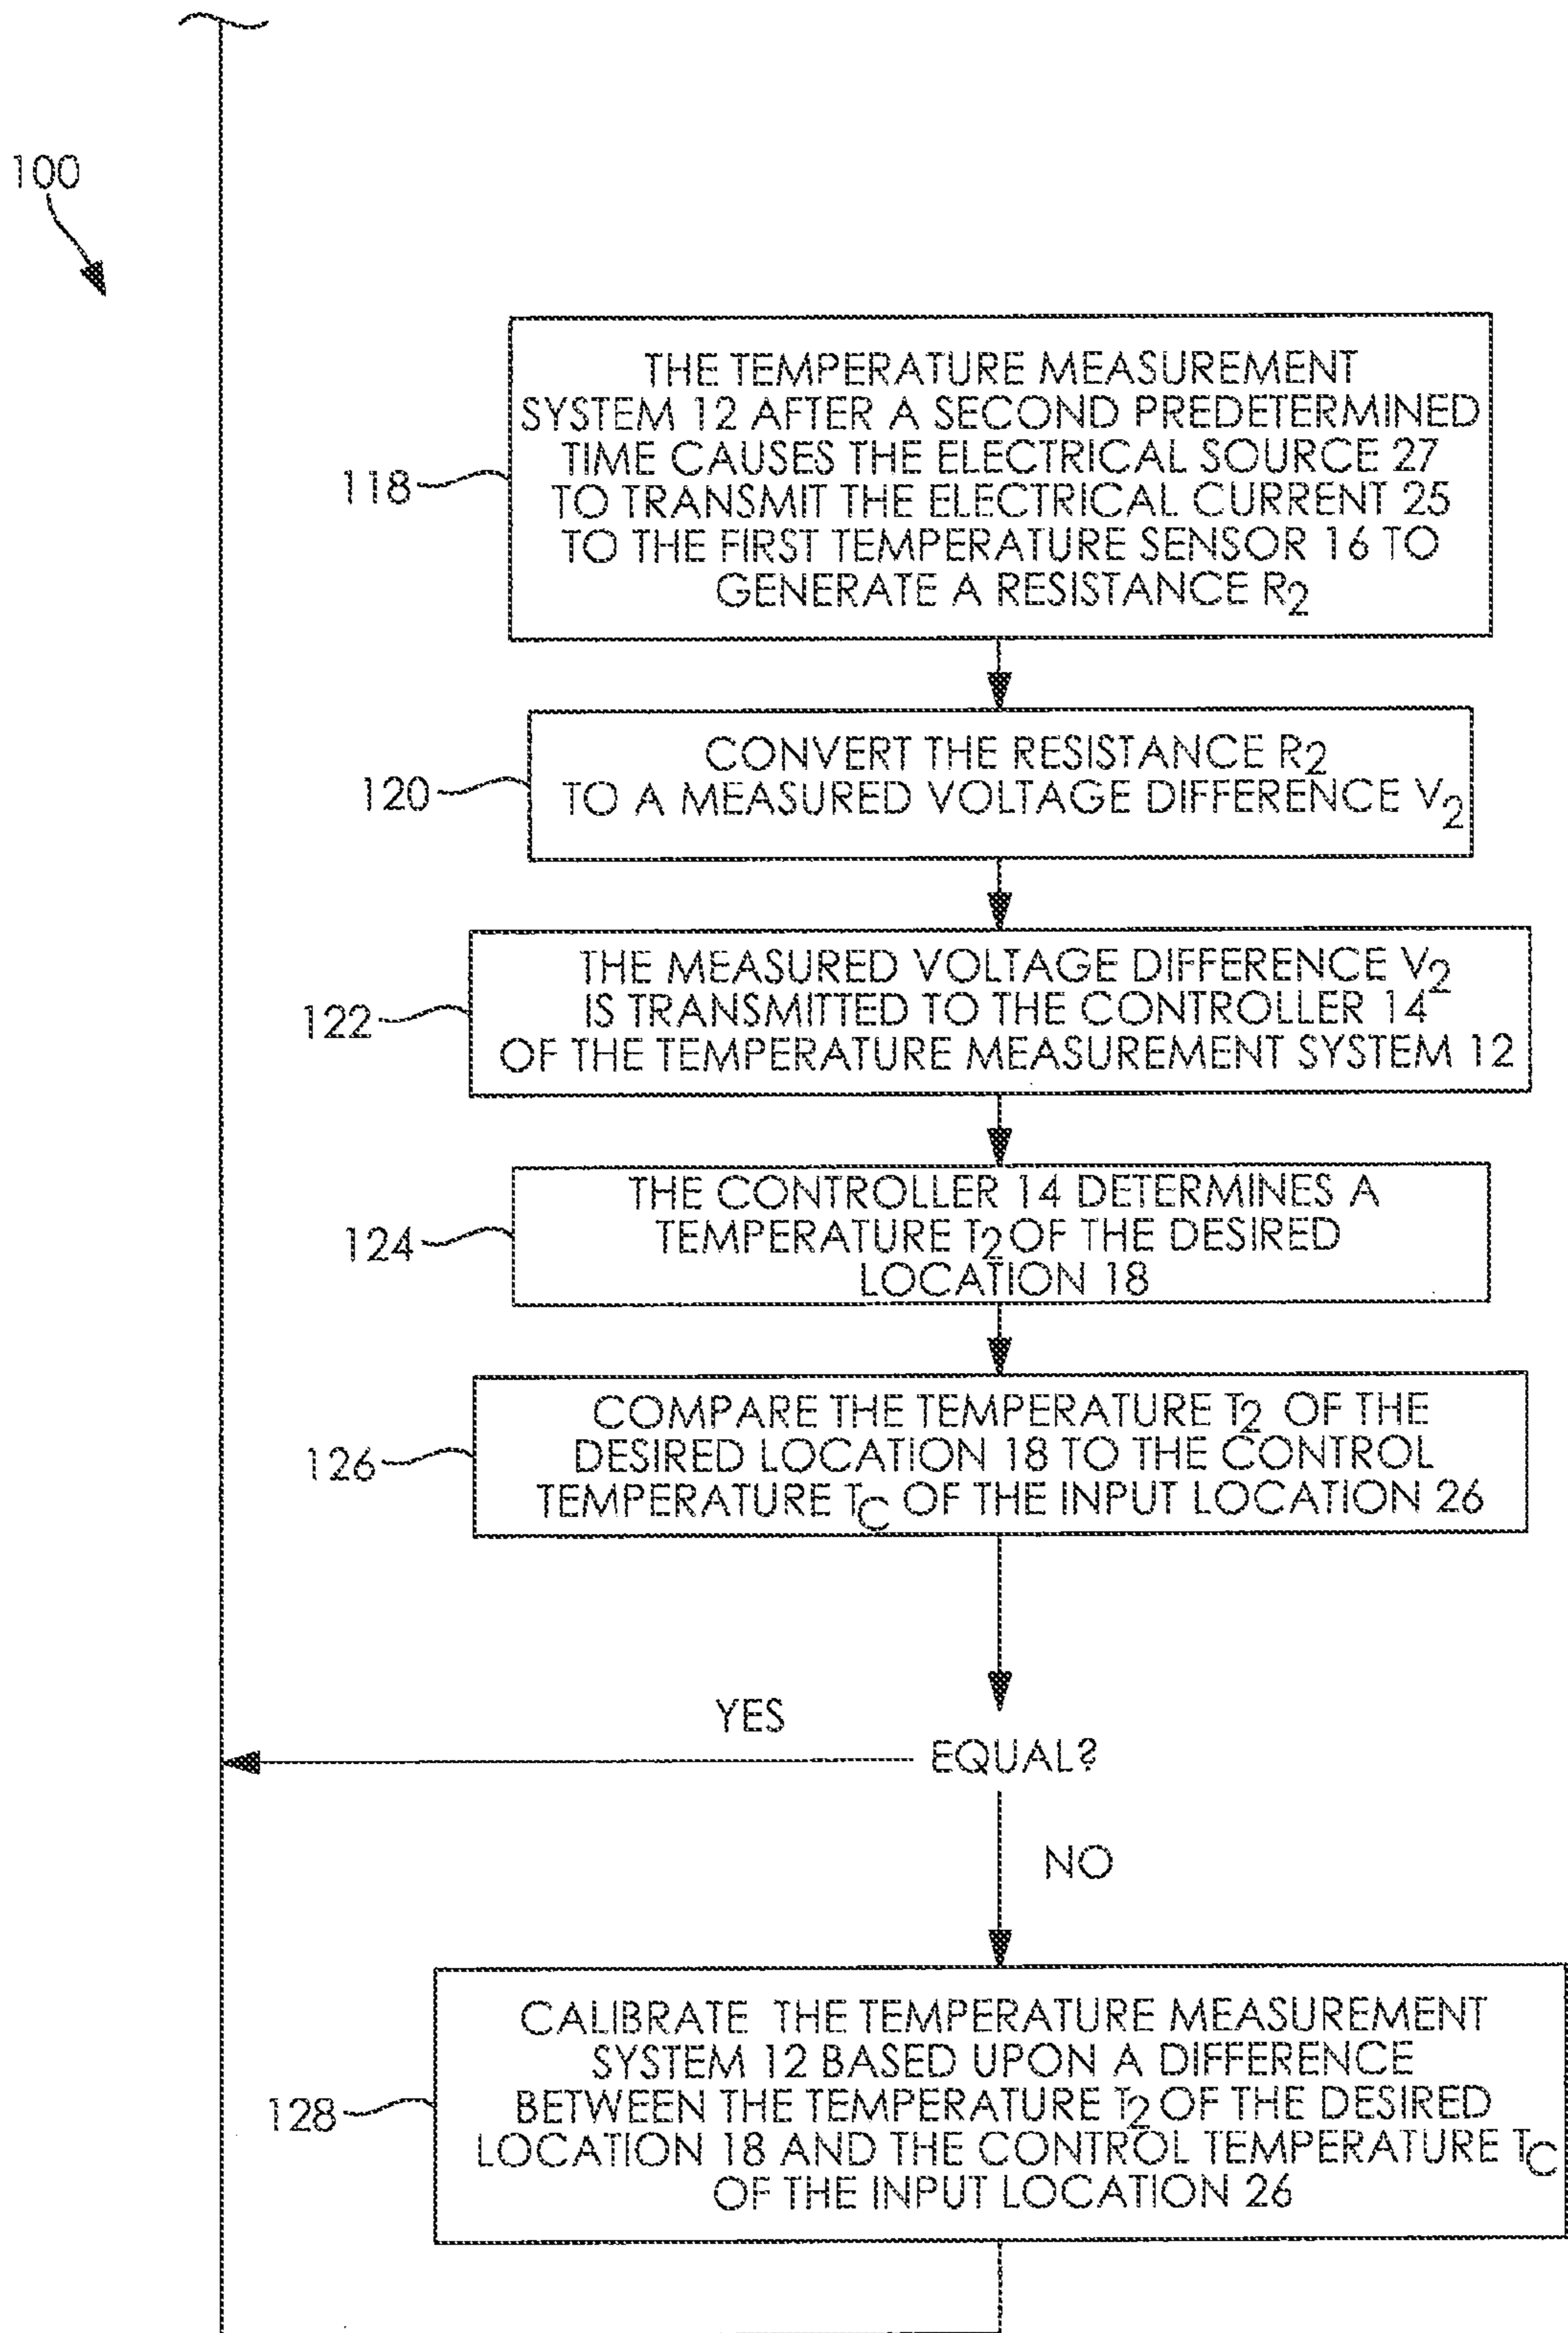 100
THE TEMPERATURE MEASUREMENT
SYSTEM 12 AFTER A SECOND PREDETERMINED
TIME CAUSES THE ELECTRICAL SOURCE 27
TO TRANSMIT THE ELECTRICAL CURRENT 25
TO THE FIRST TEMPERATURE SENSOR 16 TO
GENERATE A RESISTANCE R2
118
CONVERT THE RESISTANCE R2
TO A MEASURED VOLTAGE DIFFERENCE V2
120
THE MEASURED VOLTAGE DIFFERENCE V2
IS TRANSMITTED TO THE CONTROLLER 14
OF THE TEMPERATURE MEASUREMENT SYSTEM 12
122
THE CONTROLLER 14 DETERMINES A
TEMPERATURE T2 OF THE DESIRED
LOCATION 18
124
COMPARE THE TEMPERATURE T2 OF THE
DESIRED LOCATION 18 TO THE CONTROL
TEMPERATURE TC OF THE INPUT LOCATION 26
126
YES
EQUAL?
NO
CALIBRATE THE TEMPERATURE MEASUREMENT
SYSTEM 12 BASED UPON A DIFFERENCE
BETWEEN THE TEMPERATURE T2 OF THE DESIRED
LOCATION 18 AND THE CONTROL TEMPERATURE TC
OF THE INPUT LOCATION 26
128